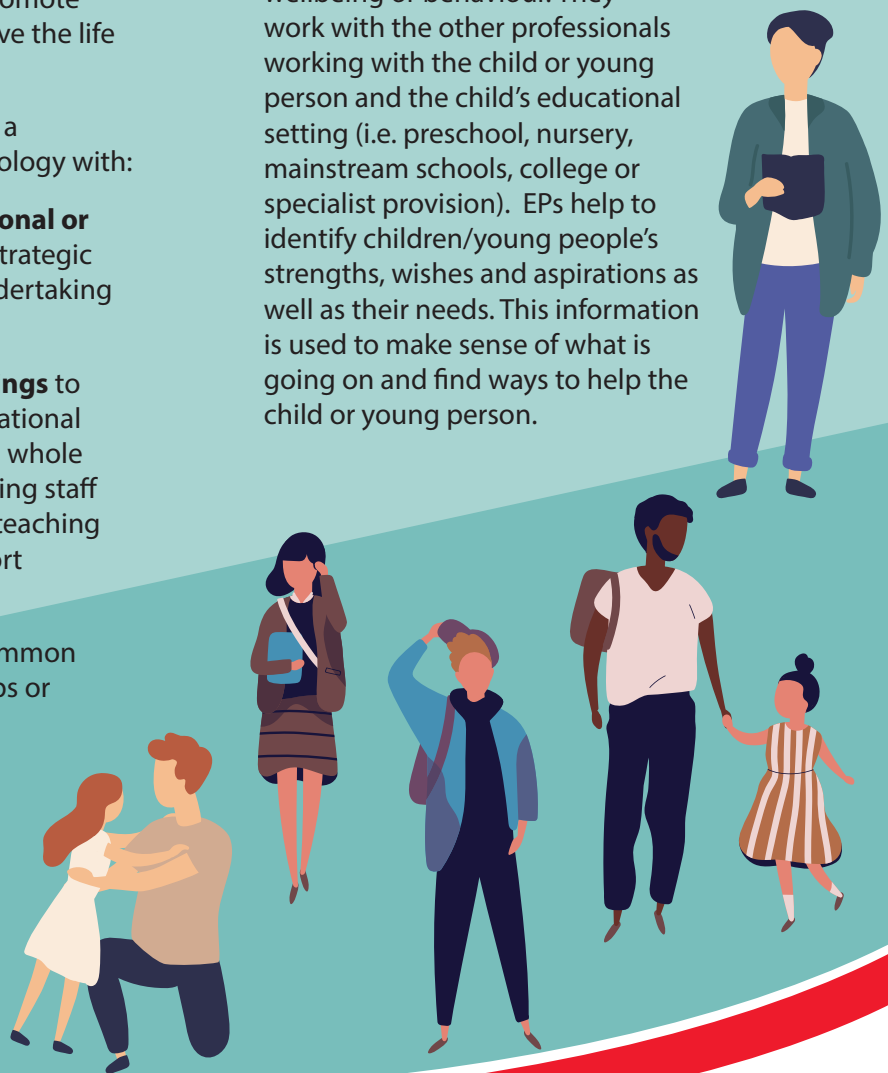 ve the life
a
ology with:
onal or
trategic
dertaking
ngs to
ational
whole
ing staff
teaching
ort
mmon
os or
work with the other professionals
working with the child or young
person and the child's educational
setting (i.e. preschool, nursery,
mainstream schools, college or
specialist provision).  EPs help to
identify children/young people's
strengths, wishes and aspirations as
well as their needs. This information
is used to make sense of what is
going on and find ways to help the
child or young person.